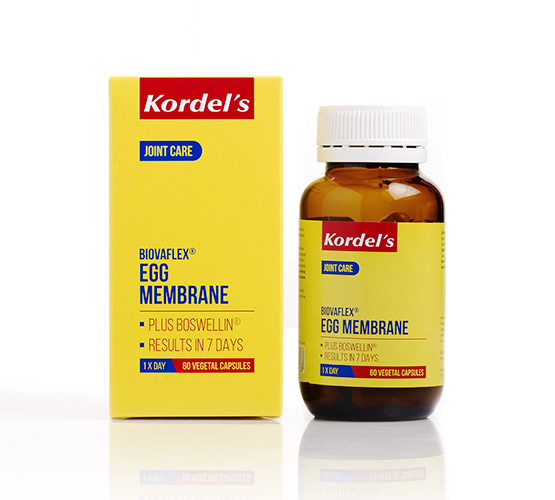 Kordel's
JOINT CARE
BIOVAFLEX®
EGG
MEMBRANE
▪ PLUS BOSWELLIN®
▪ RESULTS IN 7 DAYS
1 X DAY 60 VEGETAL CAPSULES
Kordel's
JOINT CARE
BIOVAFLEX®
EGG MEMBRANE
▪ PLUS BOSWELLIN®
▪ RESULTS IN 7 DAYS
1 X DAY 60 VEGETAL CAPSULES